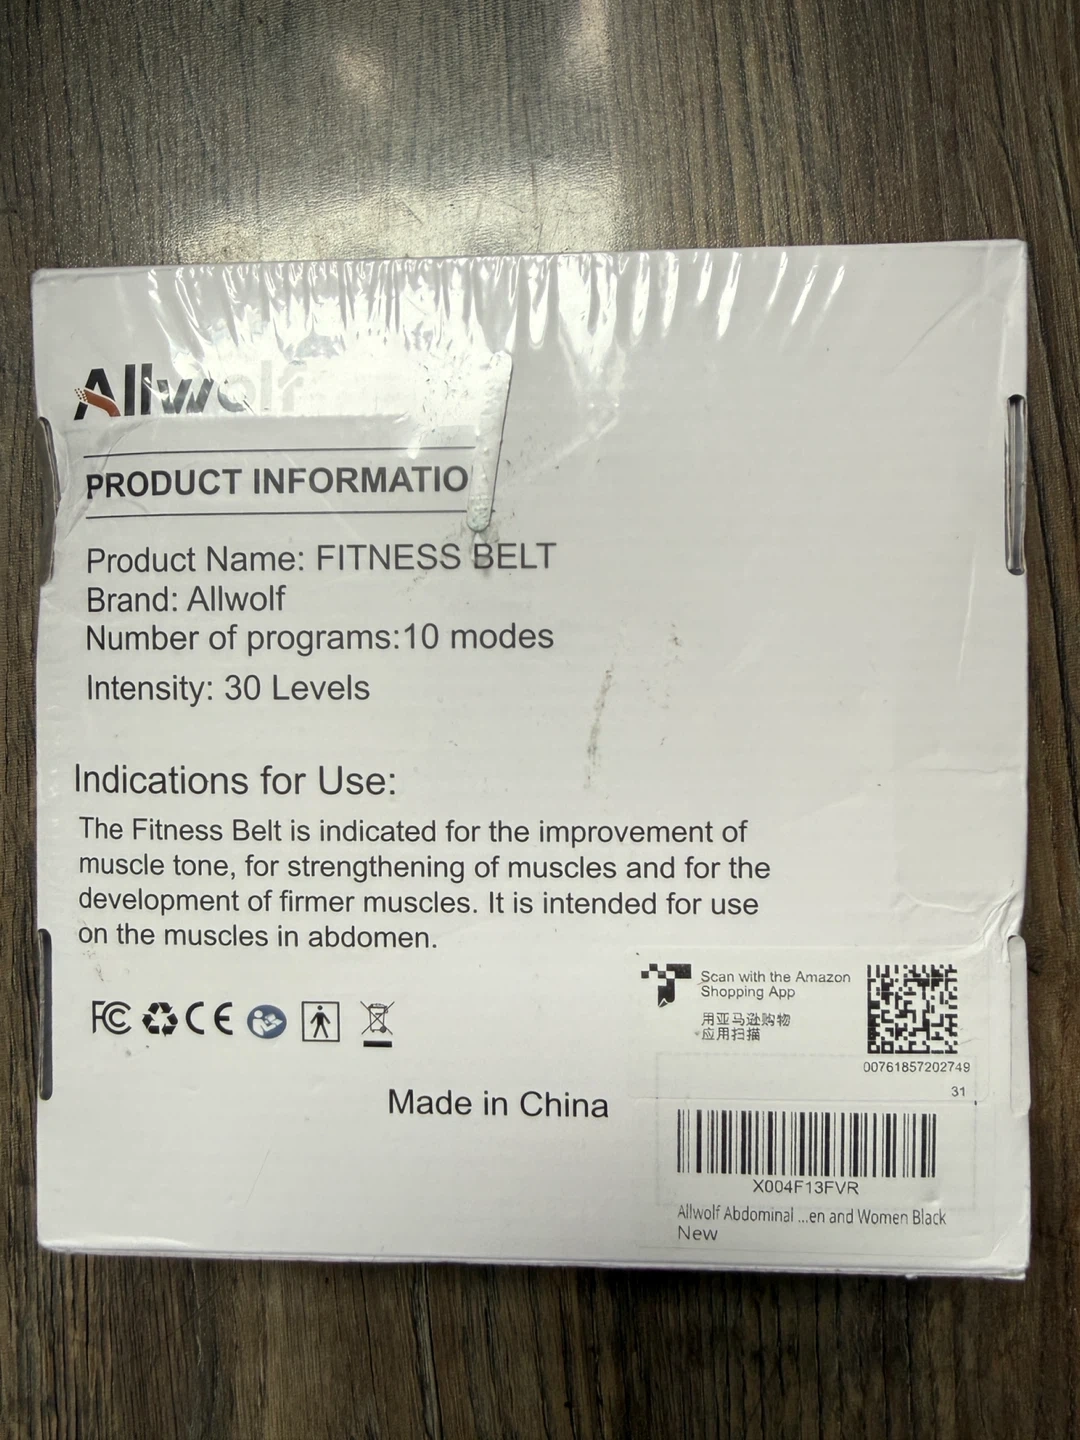 Allwolf
PRODUCT INFORMATIO
Product Name: FITNESS BELT
Brand: Allwolf
Number of programs:10 modes
Intensity: 30 Levels
Indications for Use:
The Fitness Belt is indicated for the improvement of
muscle tone, for strengthening of muscles and for the
development of firmer muscles. It is intended for use
on the muscles in abdomen.
FC CE
Made in China
Scan with the Amazon
Shopping App
用亚马逊购物
应用扫描
00761857202749
31
X004F13FVR
Allwolf Abdominal ...en and Women Black
New